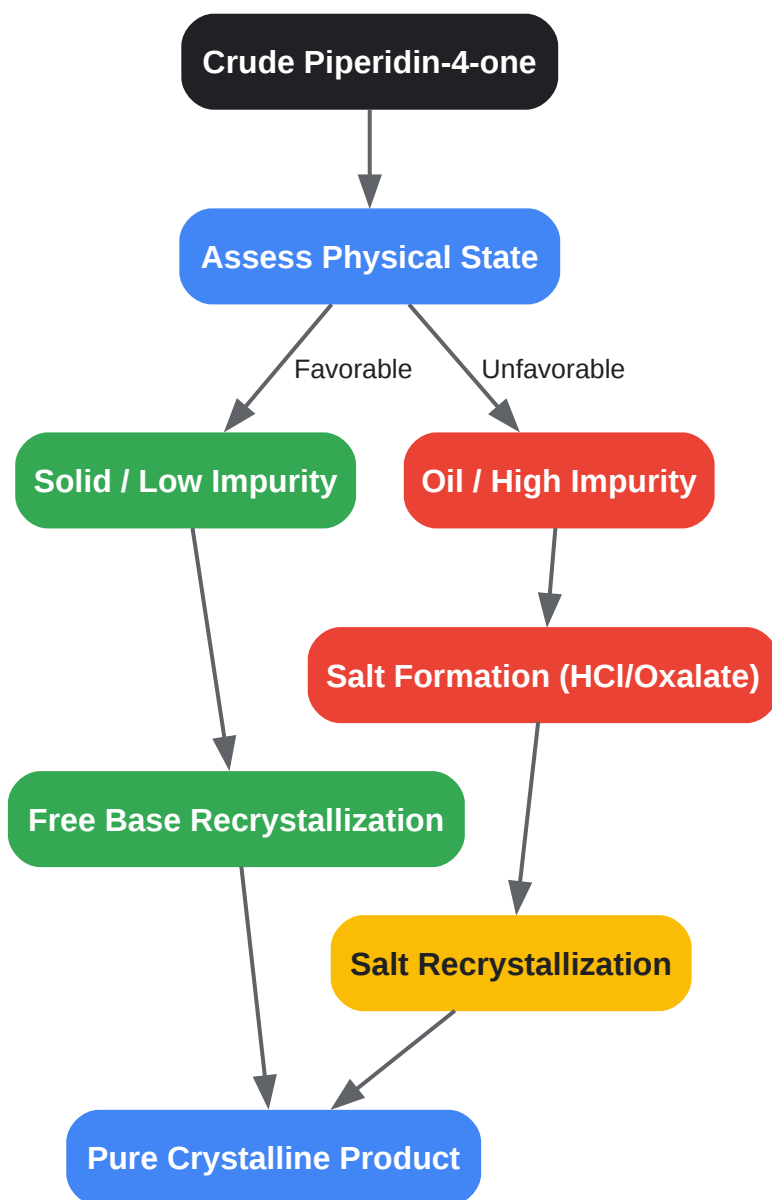 Crude Piperidin-4-one
Assess Physical State
Favorable
Unfavorable
Solid / Low Impurity
Oil / High Impurity
Salt Formation (HCl/Oxalate)
Free Base Recrystallization
Salt Recrystallization
Pure Crystalline Product